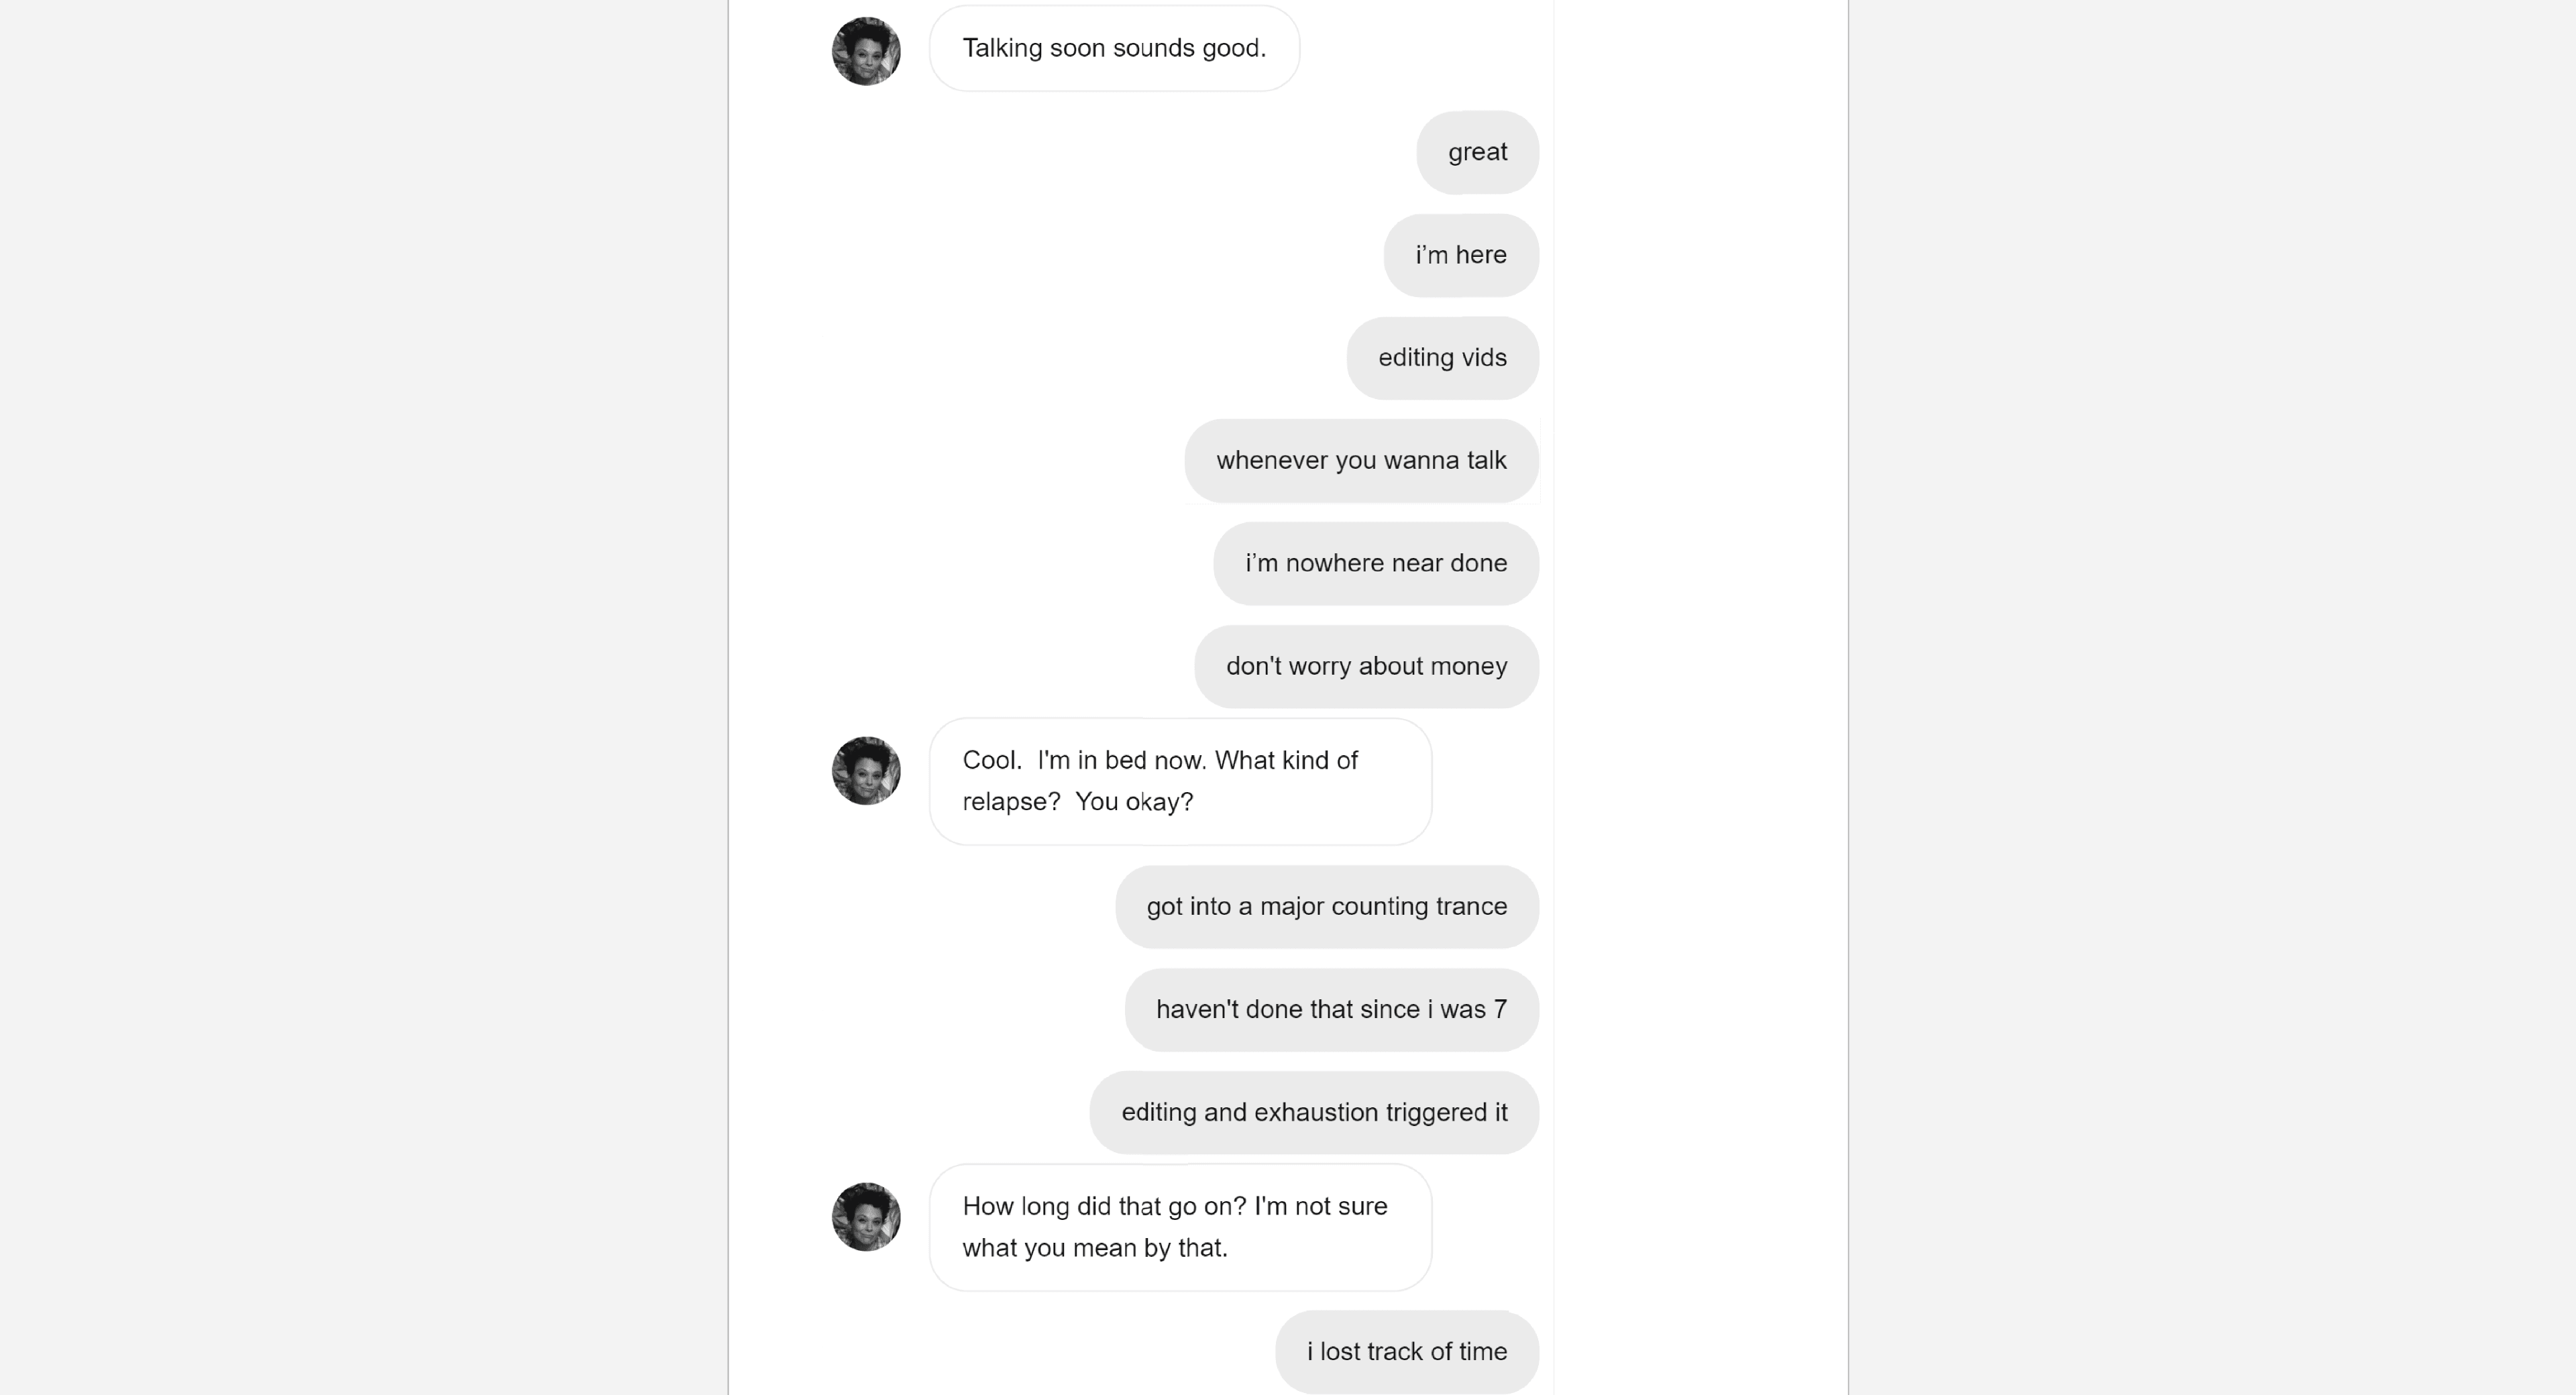 Talking soon sounds good.
great
i’m here
editing vids
whenever you wanna talk
i’m nowhere near done
don't worry about money
Cool.  I'm in bed now. What kind of
relapse?  You okay?
got into a major counting trance
haven't done that since i was 7
editing and exhaustion triggered it
How long did that go on? I'm not sure
what you mean by that.
i lost track of time